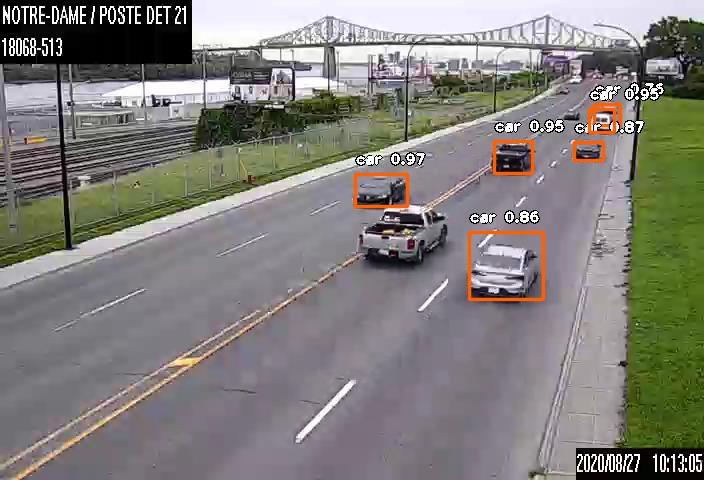 NOTRE-DAME / POSTE DET 21
18068-513
car 0.95
car 0.95
car 0.87
car 0.97
car 0.86
2020/08/27 10:13:05